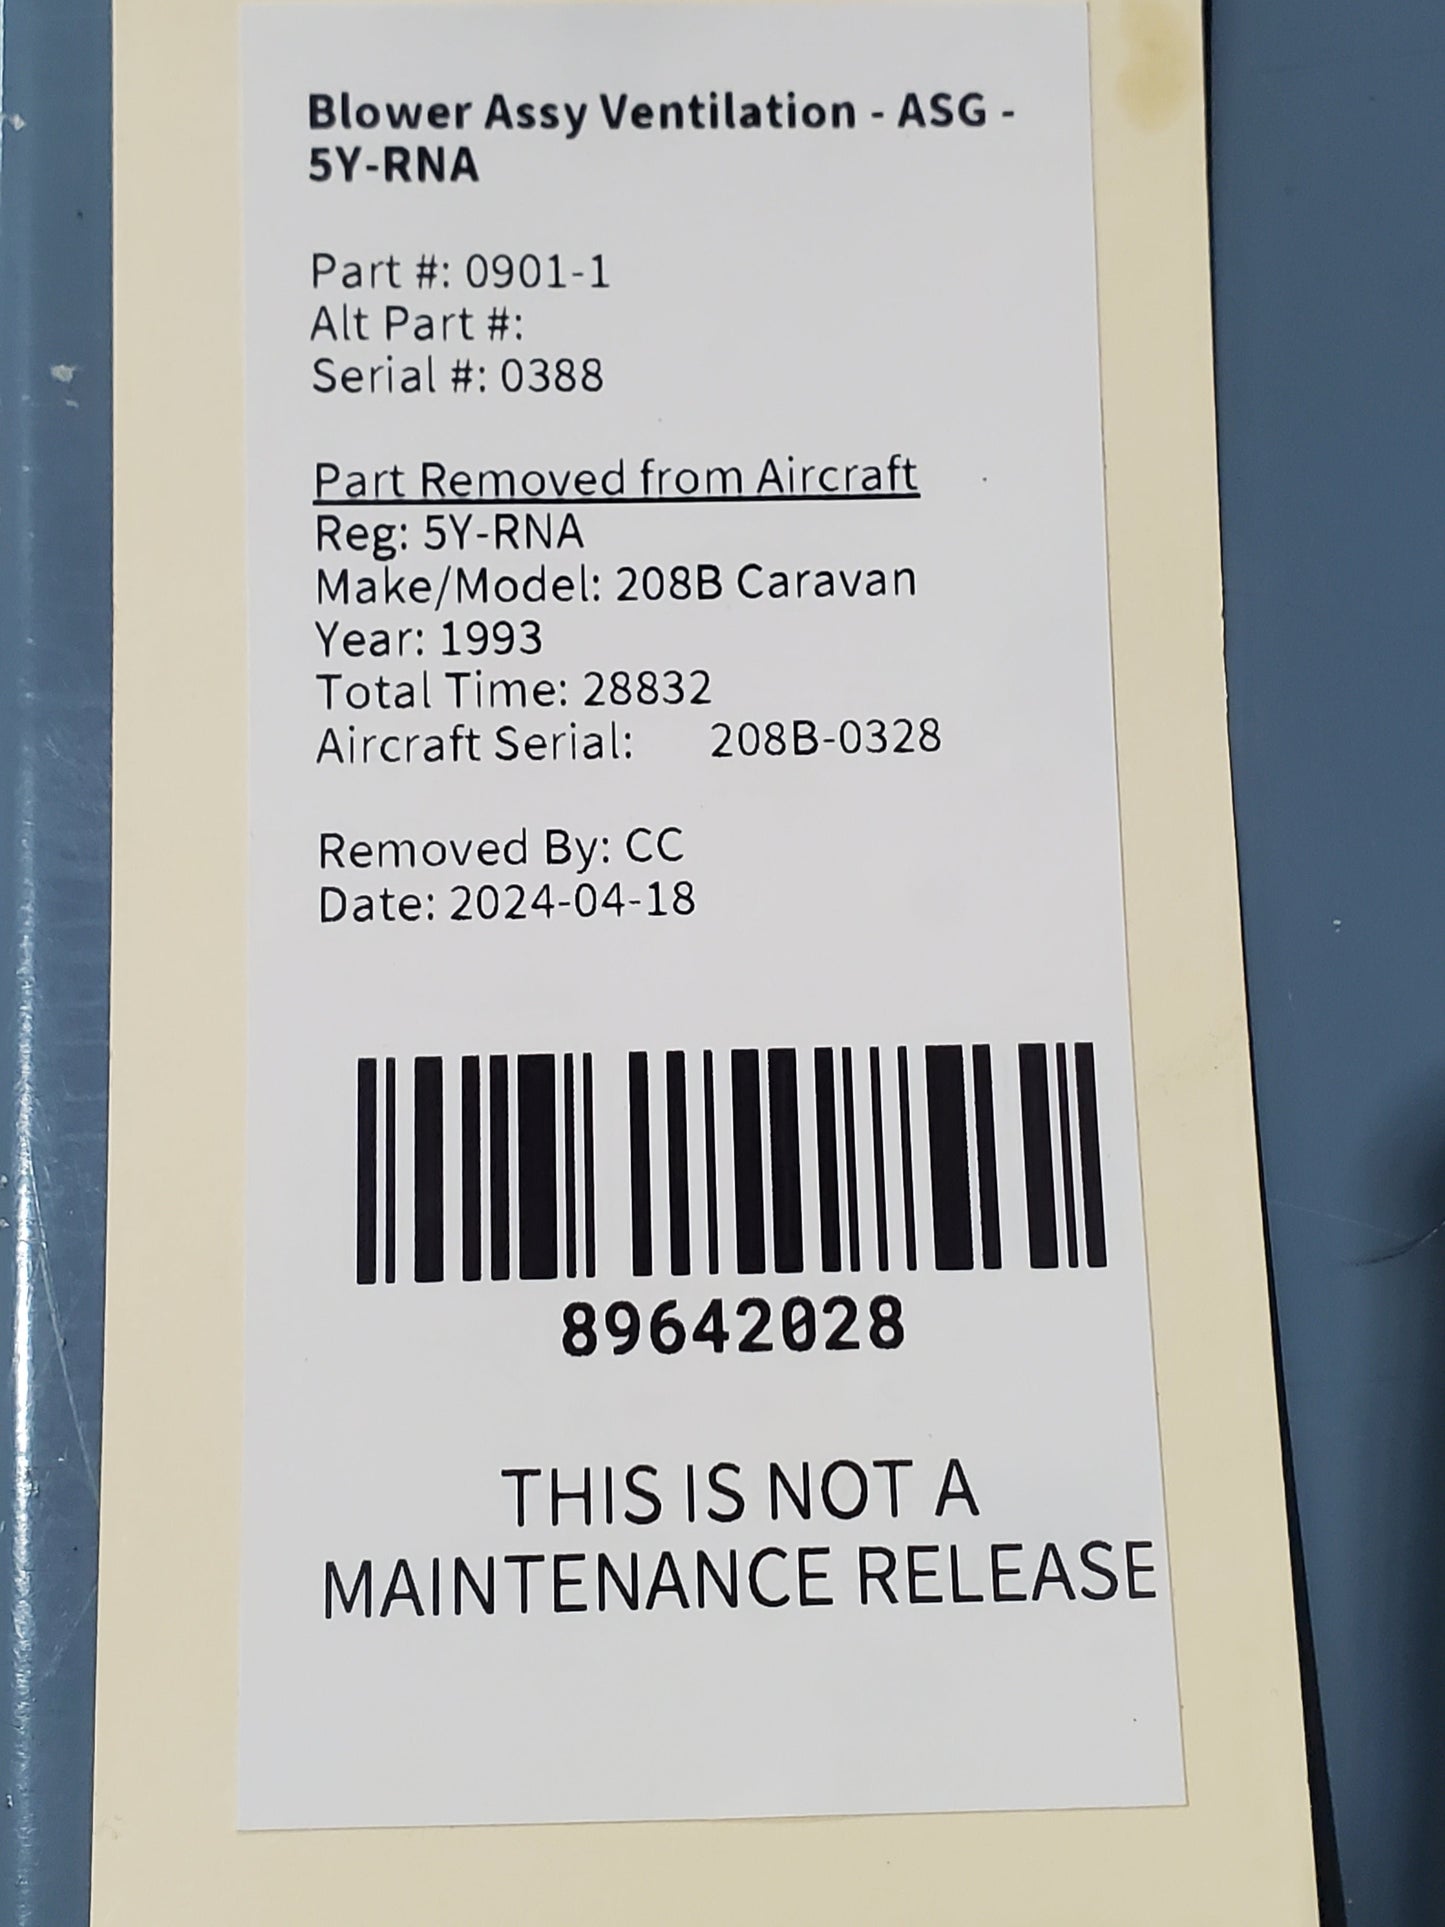 Blower Assy Ventilation - ASG -
5Y-RNA
Part #: 0901-1
Alt Part #:
Serial #: 0388
Part Removed from Aircraft
Reg: 5Y-RNA
Make/Model: 208B Caravan
Year: 1993
Total Time: 28832
Aircraft Serial: 208B-0328
Removed By: CC
Date: 2024-04-18
89642028
THIS IS NOT A
MAINTENANCE RELEASE